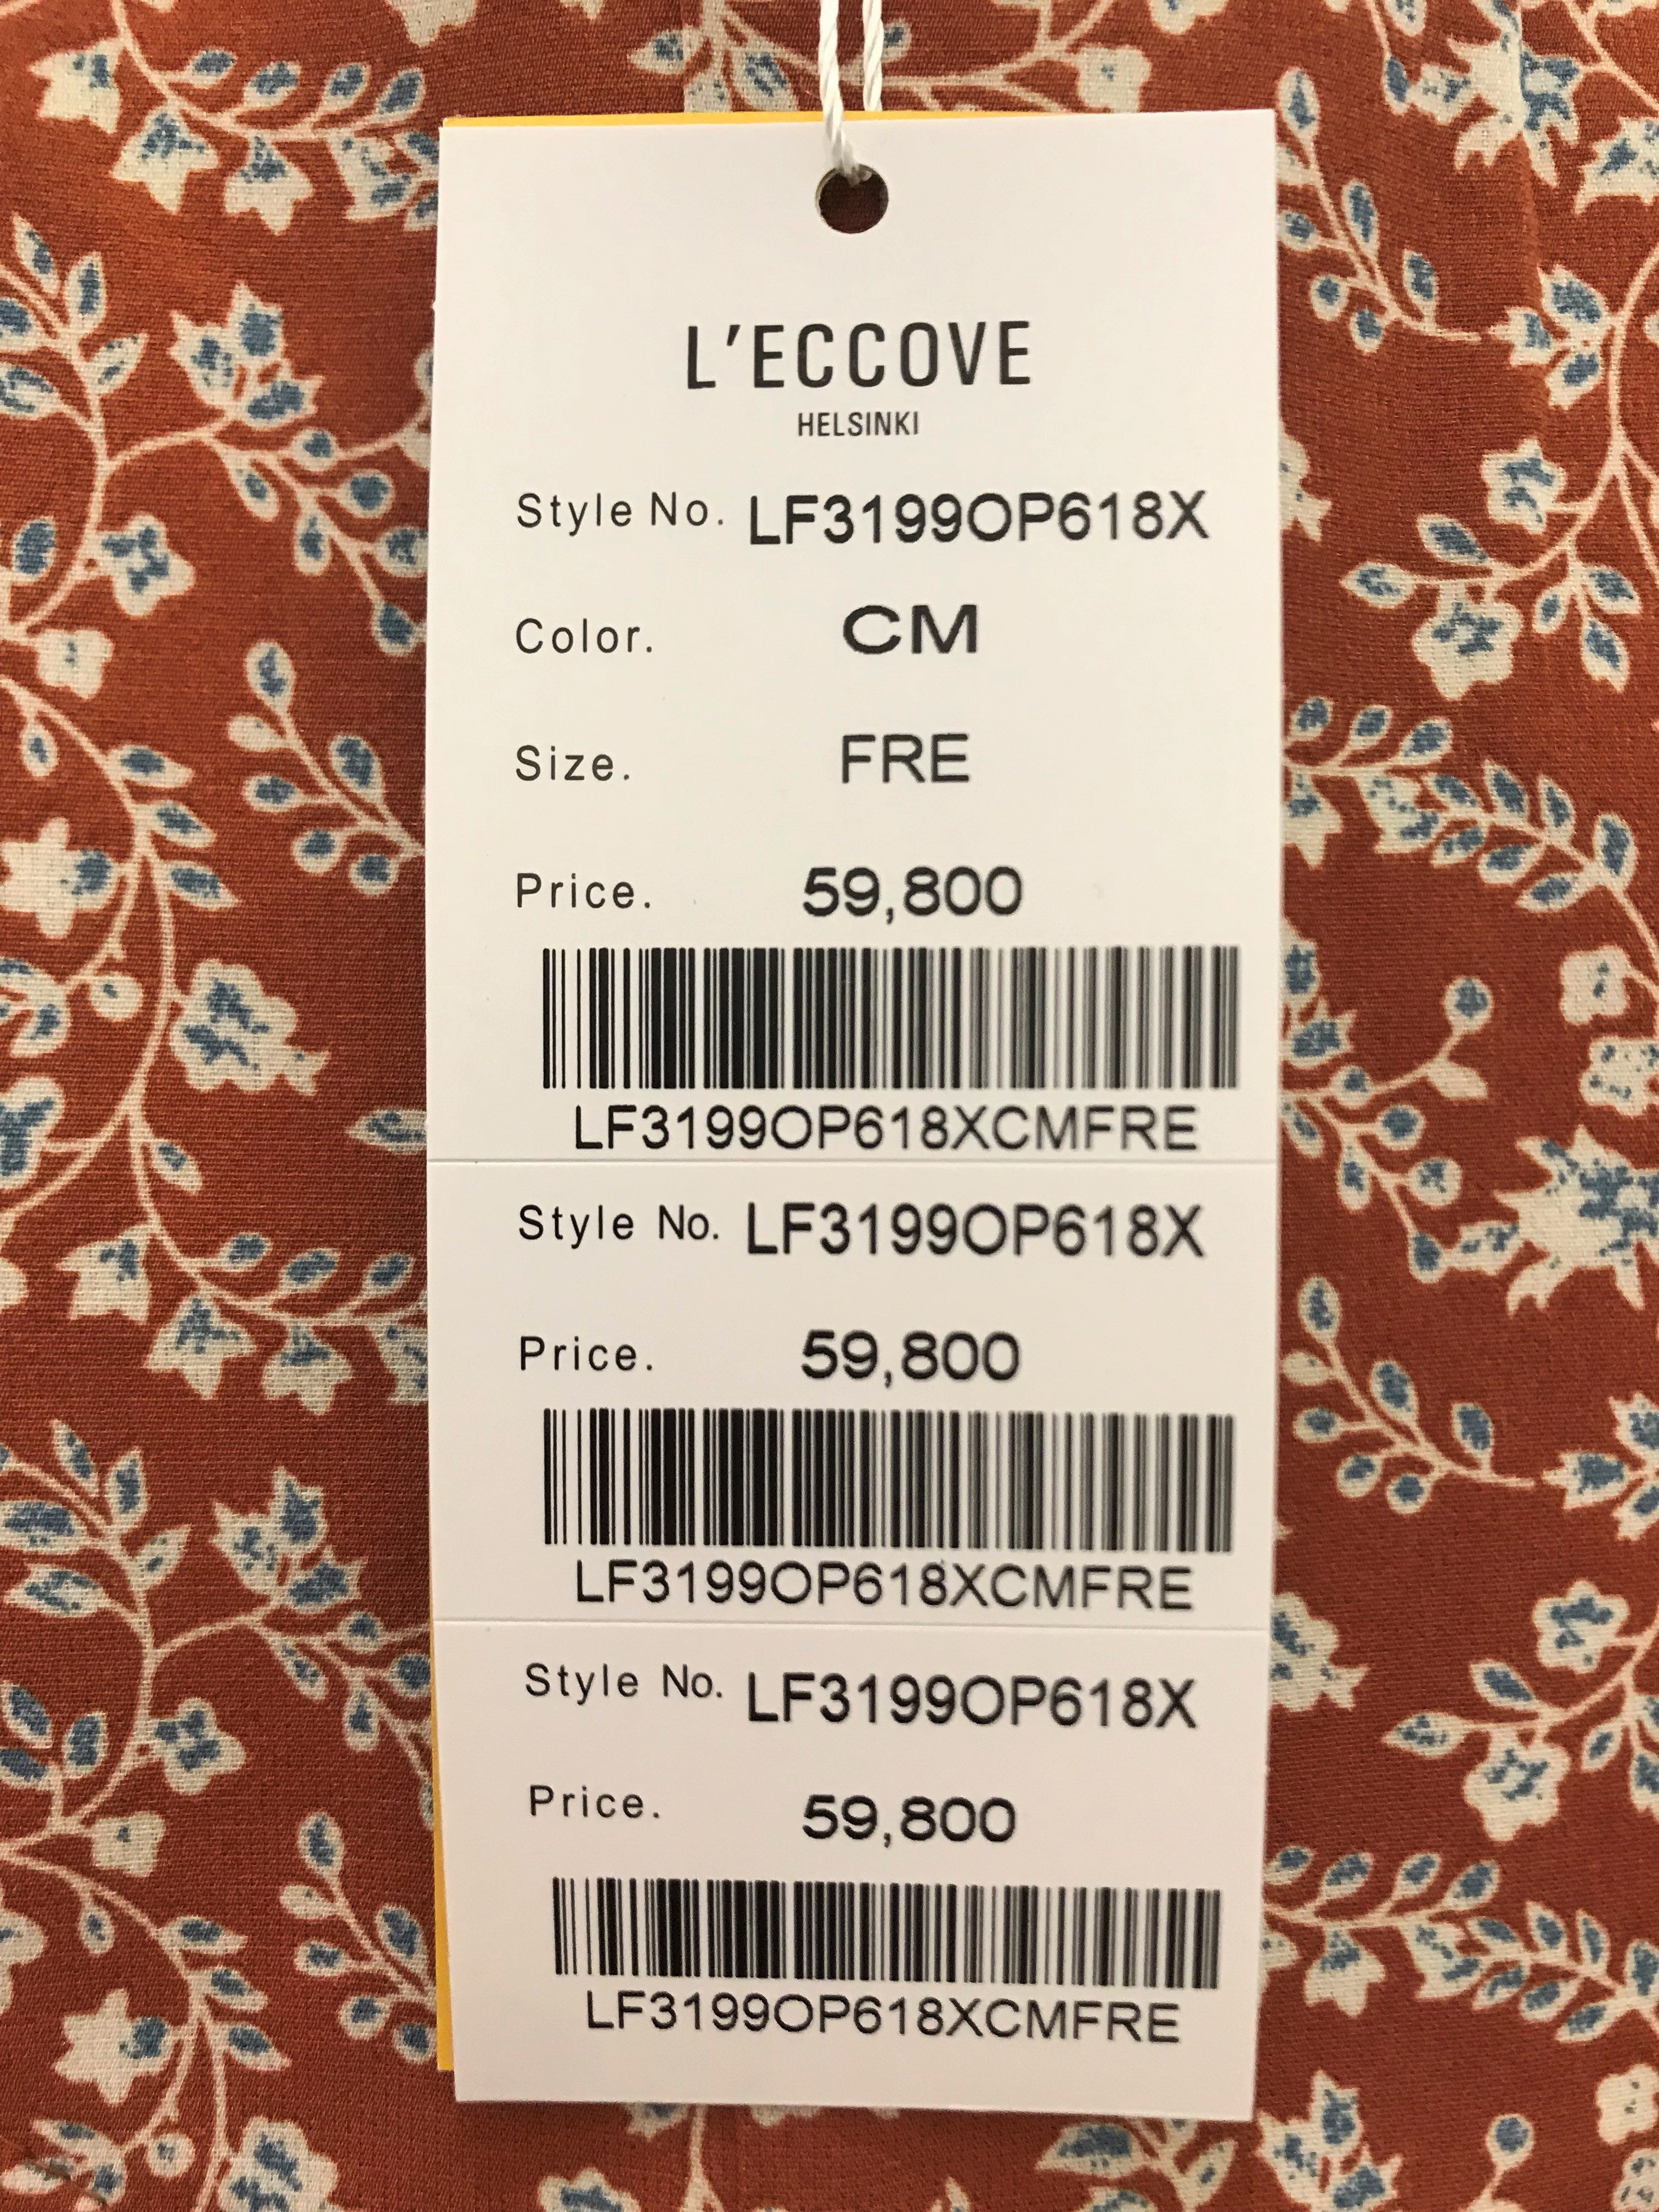 L'ECCOVE
HELSINKI
Style No. LF3199OP618X
Color. CM
Size. FRE
Price. 59,800
LF3199OP618XCMFRE
Style No. LF3199OP618X
Price. 59,800
LF3199OP618XCMFRE
Style No. LF3199OP618X
Price. 59,800
LF3199OP618XCMFRE